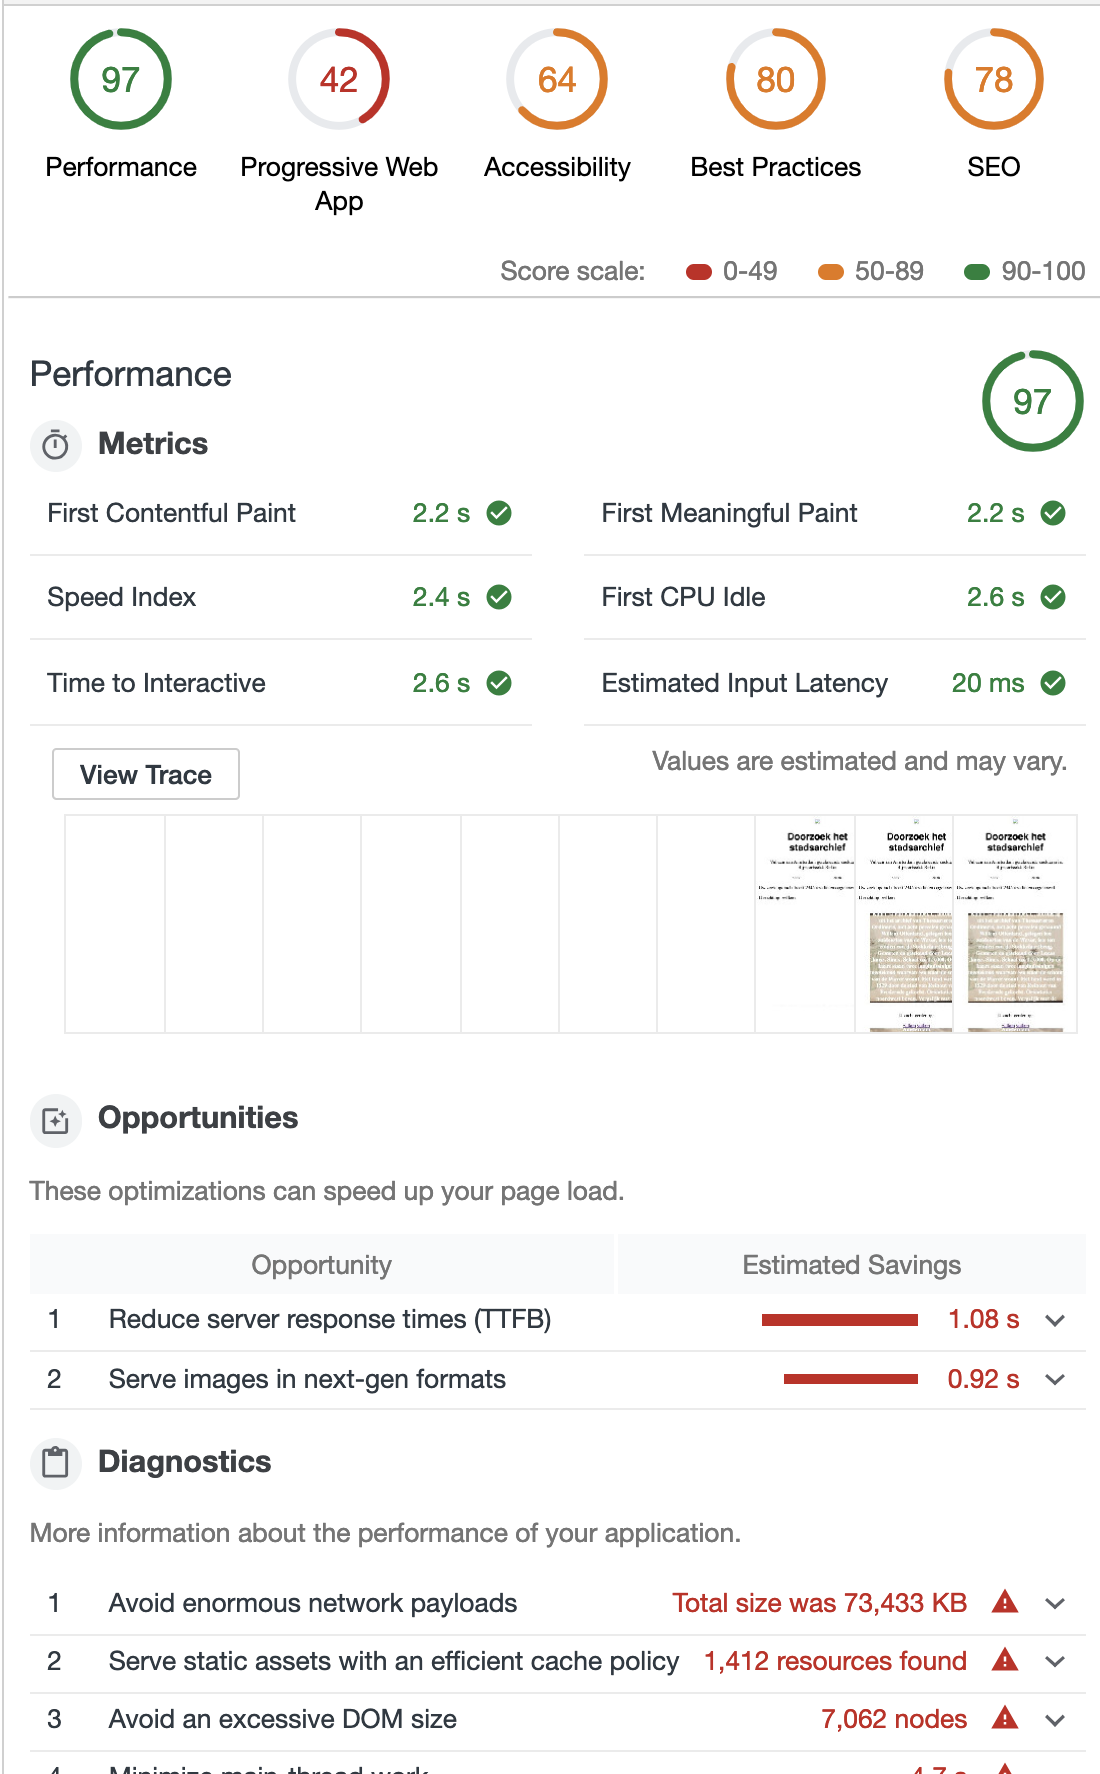 97 42 64 80 78
Performance Progressive Web Accessibility Best Practices SEO
App
Score scale: 0-49 50-89 90-100
Performance
97
Metrics
First Contentful Paint 2.2 s First Meaningful Paint 2.2 s
Speed Index 2.4 s First CPU Idle 2.6 s
Time to Interactive 2.6 s Estimated Input Latency 20 ms
View Trace Values are estimated and may vary.
Doorzoek het Doorzoek het Doorzoek het
stadsarchief stadsarchief stadsarchief
Opportunities
These optimizations can speed up your page load.
Opportunity Estimated Savings
1 Reduce server response times (TTFB) 1.08 s
2 Serve images in next-gen formats 0.92 s
Diagnostics
More information about the performance of your application.
1 Avoid enormous network payloads Total size was 73,433 KB
2 Serve static assets with an efficient cache policy 1,412 resources found
3 Avoid an excessive DOM size 7,062 nodes
4 Minimize main-thread work 4.7 s